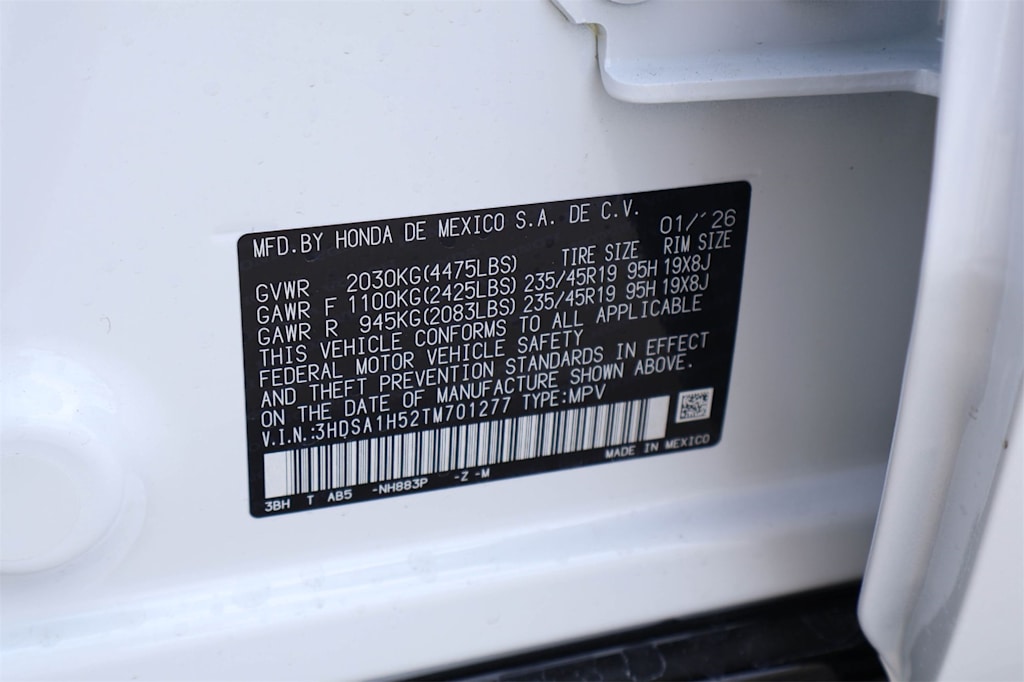 MFD.BY HONDA DE MEXICO S.A. DE C.V. 01/'26
TIRE SIZE RIM SIZE
GVWR 2030KG(4475LBS)
GAWR F 1100KG(2425LBS) 235/45R19 95H 19X8J
GAWR R 945KG(2083LBS) 235/45R19 95H 19X8J
THIS VEHICLE CONFORMS TO ALL APPLICABLE
FEDERAL MOTOR VEHICLE SAFETY
AND THEFT PREVENTION STANDARDS IN EFFECT
ON THE DATE OF MANUFACTURE SHOWN ABOVE.
V.I.N.:3HDSA1H52TM701277 TYPE:MPV
MADE IN MEXICO
3BH T AB5 -NH883P -Z -M